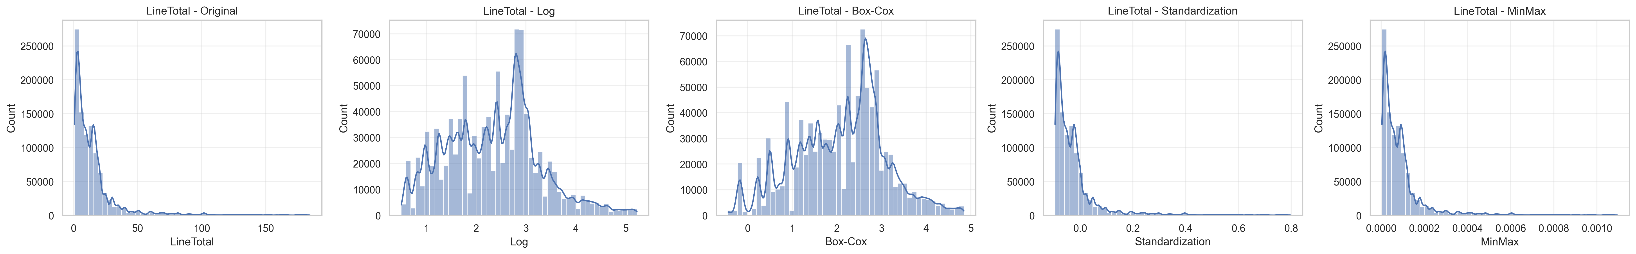 LineTotal - Original
Count
250000
200000
150000
100000
50000
0
0 50 100 150
LineTotal
LineTotal - Log
Count
70000
60000
50000
40000
30000
20000
10000
0
1 2 3 4 5
Log
LineTotal - Box-Cox
Count
70000
60000
50000
40000
30000
20000
10000
0
0 1 2 3 4 5
Box-Cox
LineTotal - Standardization
Count
250000
200000
150000
100000
50000
0
0.0 0.2 0.4 0.6 0.8
Standardization
LineTotal - MinMax
Count
250000
200000
150000
100000
50000
0
0.0000 0.0002 0.0004 0.0006 0.0008 0.0010
MinMax